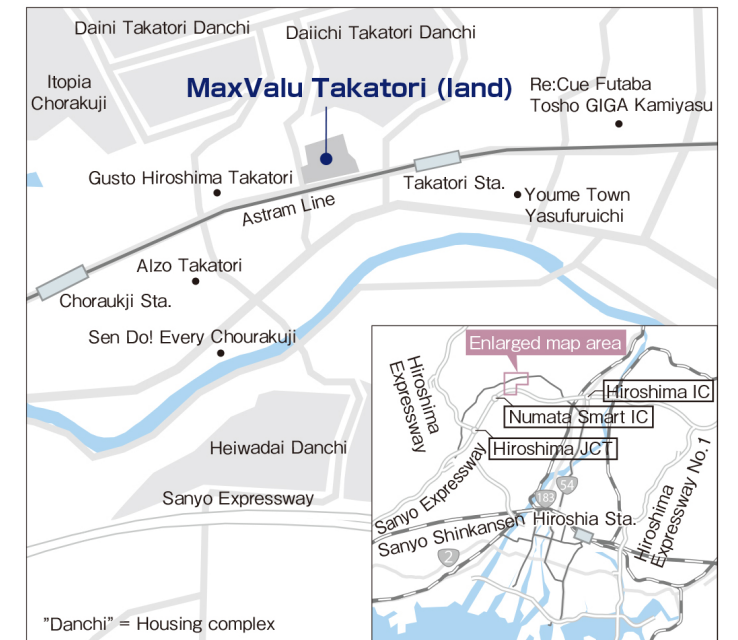 Daini Takatori Danchi
Daiichi Takatori Danchi
Itopia
Chorakuji
MaxValu Takatori (land)
Re:Cue Futaba
Tosho GIGA Kamiyasu
Gusto Hiroshima Takatori
Takatori Sta.
Astram Line
Youme Town
Yasufuruichi
Alzo Takatori
Choraukji Sta.
Sen Do! Every Chourakuji
Heiwadai Danchi
Sanyo Expressway
"Danchi" = Housing complex
Enlarged map area
Hiroshima
Expressway
Hiroshima IC
Numata Smart IC
Hiroshima JCT
Sanyo Expressway
54
183
Hiroshia Sta.
Sanyo Shinkansen
2
Hiroshima
Expressway No.1